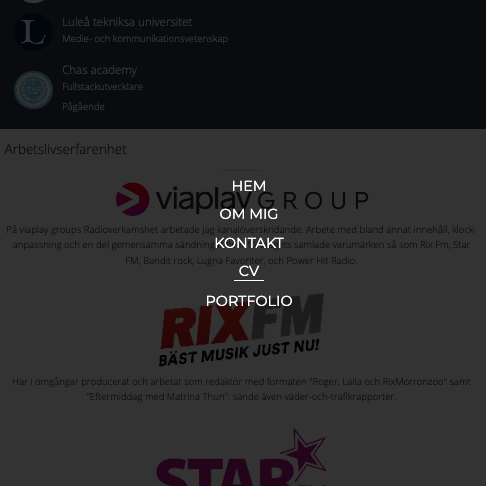 Luleå tekniksa universitet
Medie- och kommunikationsvetenskap
Chas academy
Fullstackutvecklare
Pågående
Arbetslivserfarenhet
HEM
viaplay GROUP
OM MIG
På viaplay groups Radioverkamshet arbetade jag kanalöverskridande. Arbete med bland annat innehåll, klock-
anpassning och en del gemensamma sändning samlade varumärken så som Rix Fm, Star
KONTAKT
FM, Bandit rock, Lugna Favoriter, och Power Hit Radio.
CV
PORTFOLIO
RIX FM
BÄST MUSIK JUST NU!
Har i omgångar producerat och arbetat som redaktör med formaten "Roger, Laila och RixMorronzoo" samt
"Eftermiddag med Matrina Thun". sände även väder-och-trafikrapporter.
STAR